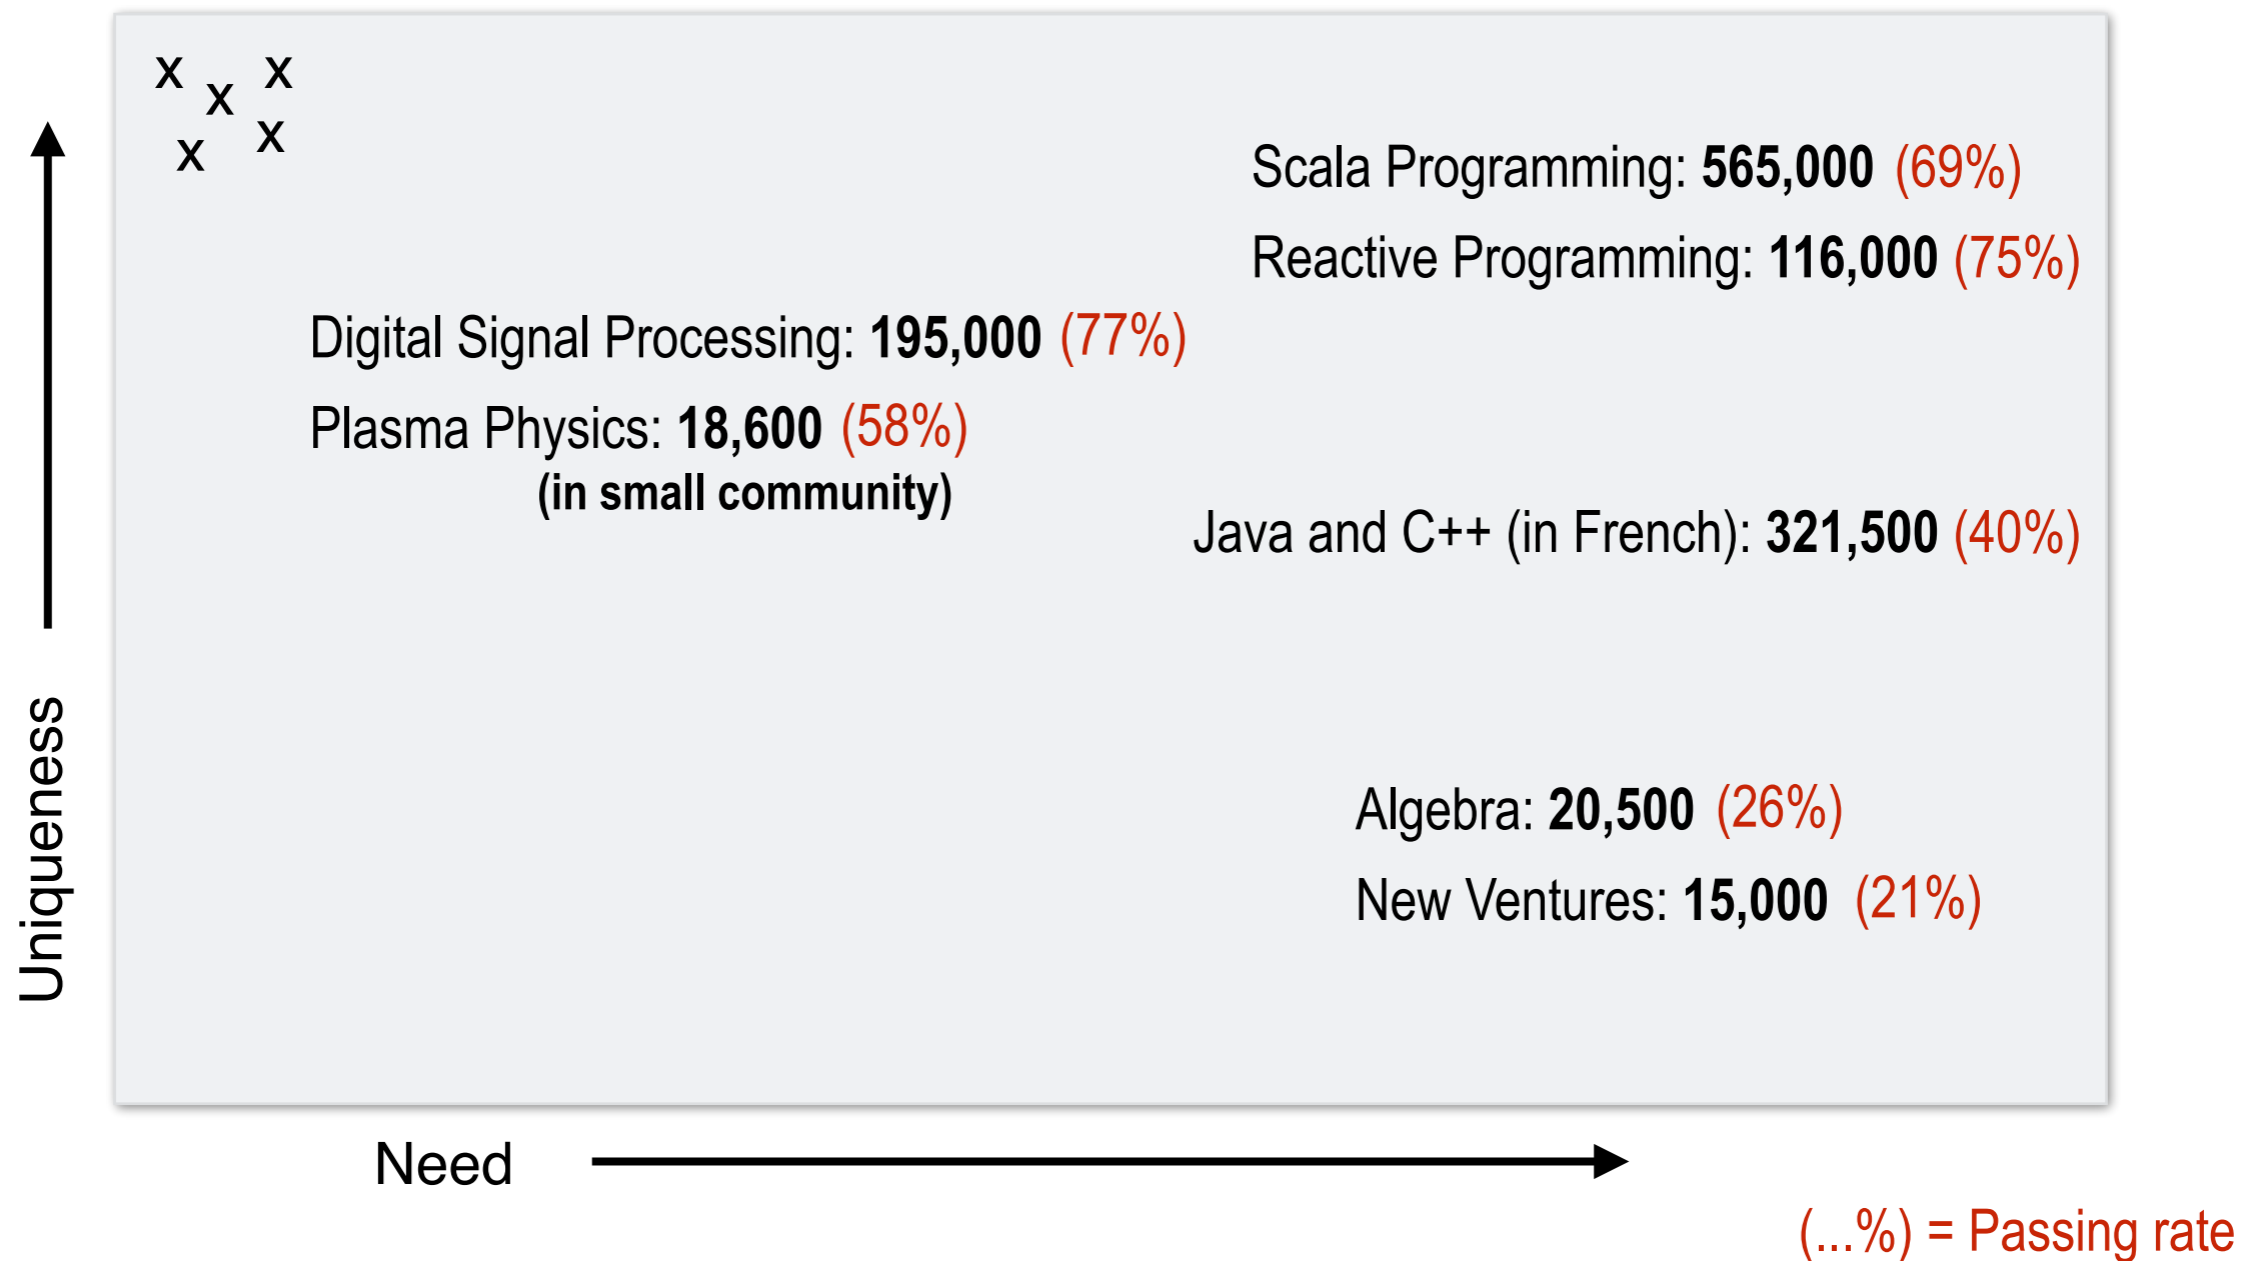 x x
x
x
x
Scala Programming: 565,000 (69%)
Reactive Programming: 116,000 (75%)
Digital Signal Processing: 195,000 (77%)
Plasma Physics: 18,600 (58%)
(in small community)
Java and C++ (in French): 321,500 (40%)
Algebra: 20,500 (26%)
New Ventures: 15,000 (21%)
Uniqueness
Need
(...%) = Passing rate